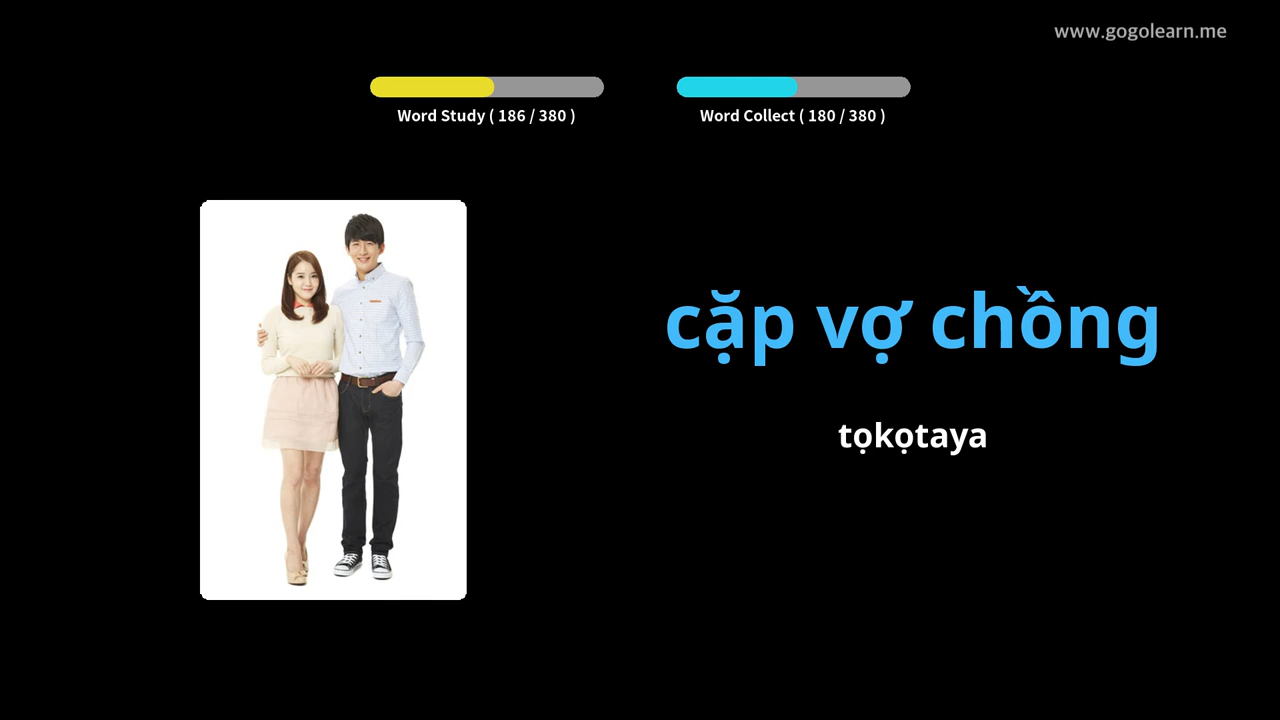 www.gogolearn.me
Word Study ( 186 / 380 )
Word Collect ( 180 / 380 )
cặp vợ chồng
tọkọtaya